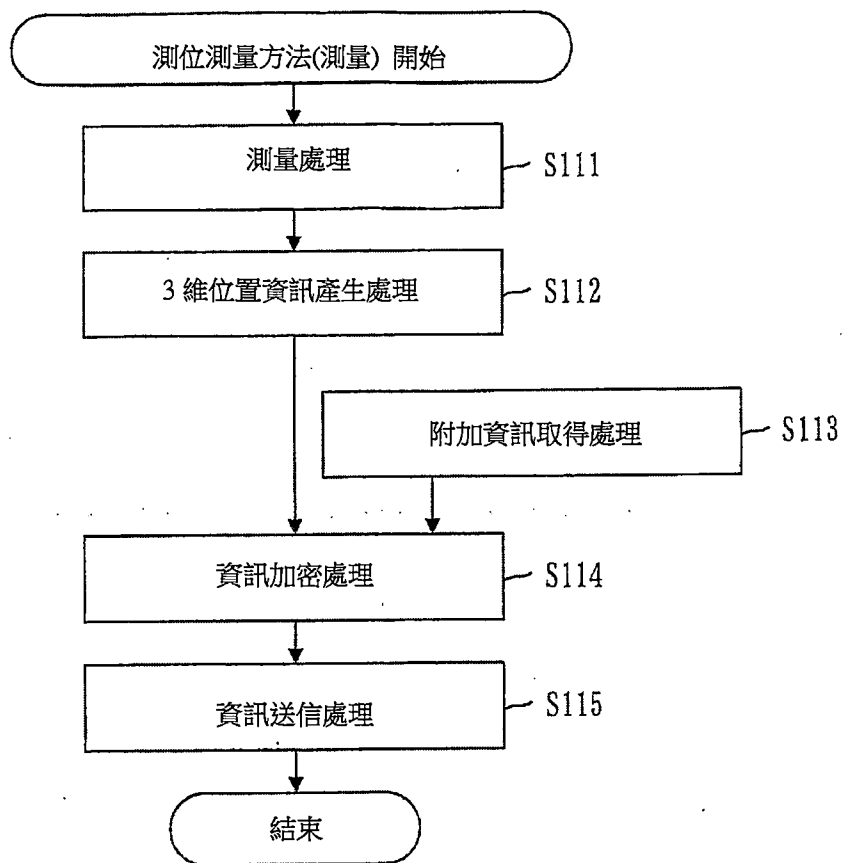 測位測量方法(測量) 開始
測量處理
S111
3維位置資訊產生處理
S112
附加資訊取得處理
S113
資訊加密處理
S114
資訊送信處理
S115
結束